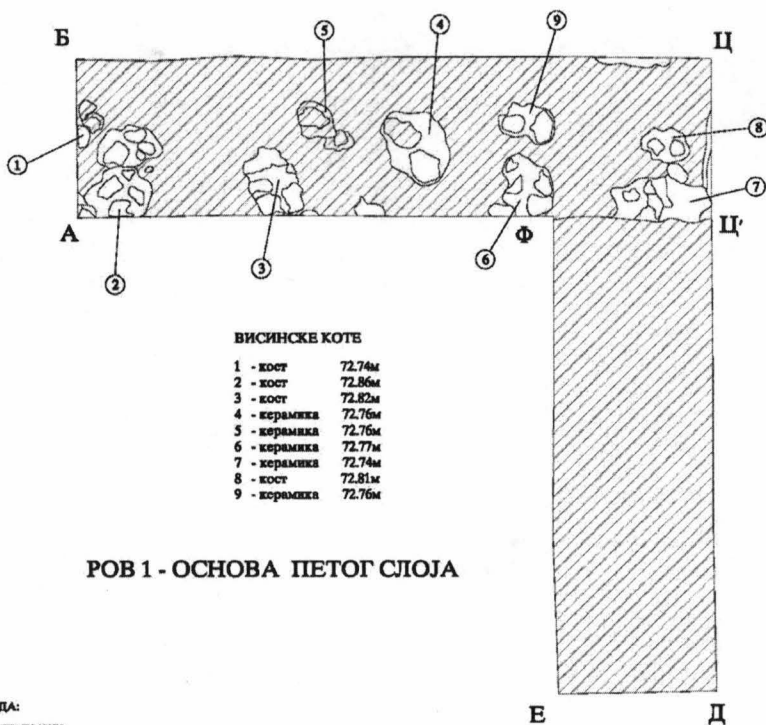 Б
5
4
9
Ц
1
8
7
А
2
3
Ф
6
Ц'
ВИСИНСКЕ КОТЕ
1 - кост 72.74м
2 - кост 72.86м
3 - кост 72.82м
4 - керамика 72.76м
5 - керамика 72.76м
6 - керамика 72.77м
7 - керамика 72.74м
8 - кост 72.81м
9 - керамика 72.76м
РОВ 1 - ОСНОВА ПЕТОГ СЛОЈА
ДА:
Е
Д